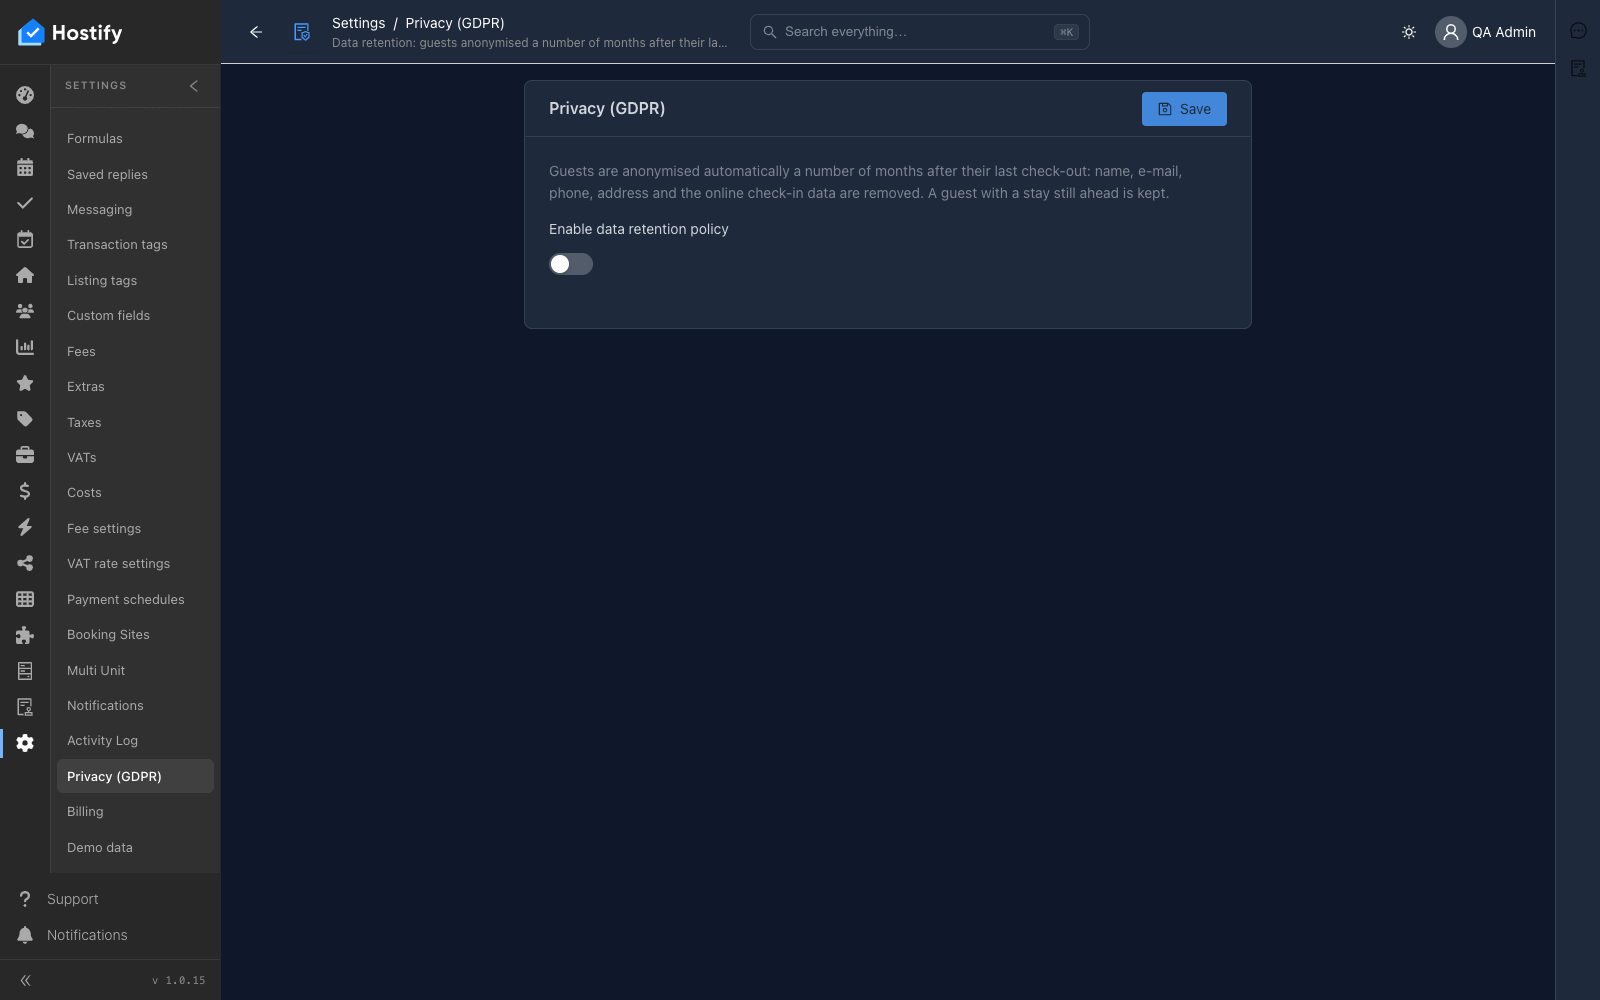 Hostify
Settings / Privacy (GDPR)
Data retention: guests anonymised a number of months after their la...
Search everything...
⌘K
QA Admin
SETTINGS
Formulas
Saved replies
Messaging
Transaction tags
Listing tags
Custom fields
Fees
Extras
Taxes
VATs
Costs
Fee settings
VAT rate settings
Payment schedules
Booking Sites
Multi Unit
Notifications
Activity Log
Privacy (GDPR)
Billing
Demo data
Support
Notifications
v 1.0.15
Privacy (GDPR)
Save
Guests are anonymised automatically a number of months after their last check-out: name, e-mail,
phone, address and the online check-in data are removed. A guest with a stay still ahead is kept.
Enable data retention policy